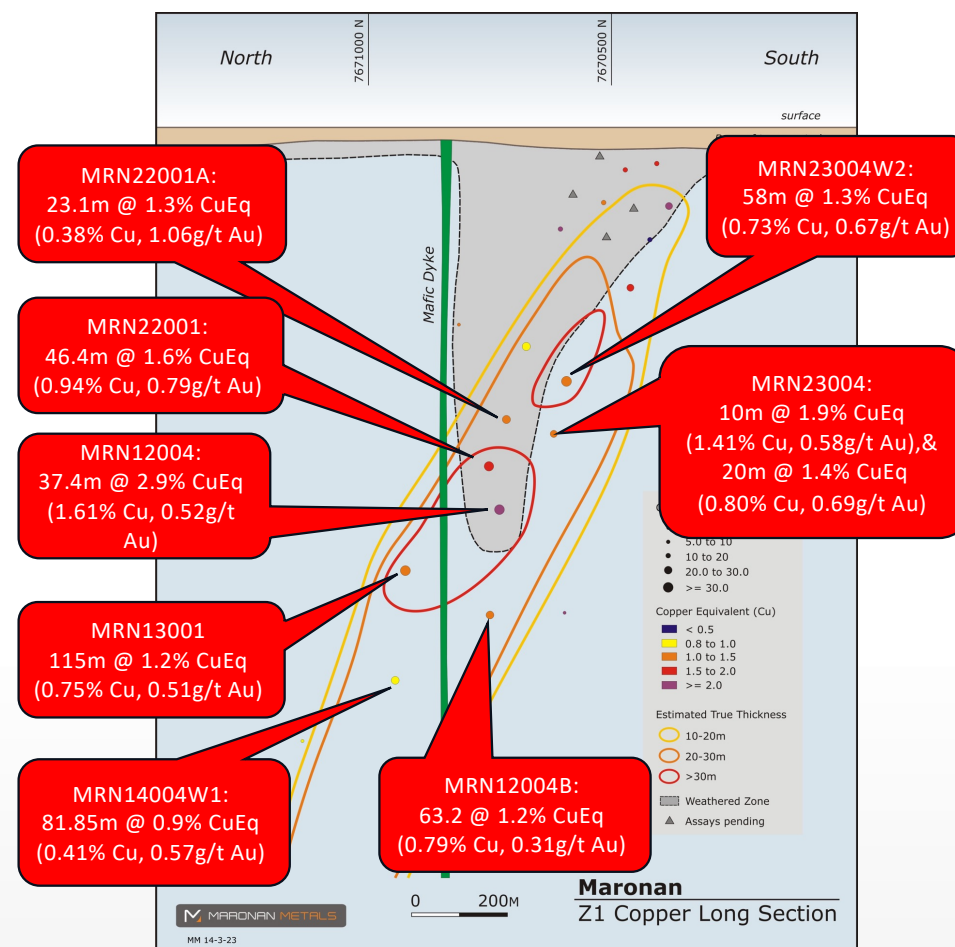 North
7671000 N
7670500 N
South
surface
MRN22001A:
23.1m @ 1.3% CuEq
(0.38% Cu, 1.06g/t Au)
MRN23004W2:
58m @ 1.3% CuEq
(0.73% Cu, 0.67g/t Au)
Mafic Dyke
MRN22001:
46.4m @ 1.6% CuEq
(0.94% Cu, 0.79g/t Au)
MRN23004:
10m @ 1.9% CuEq
(1.41% Cu, 0.58g/t Au),&
20m @ 1.4% CuEq
(0.80% Cu, 0.69g/t Au)
MRN12004:
37.4m @ 2.9% CuEq
(1.61% Cu, 0.52g/t
Au)
5.0 to 10
10 to 20
20.0 to 30.0
>= 30.0
Copper Equivalent (Cu)
< 0.5
0.8 to 1.0
1.0 to 1.5
1.5 to 2.0
>= 2.0
Estimated True Thickness
10-20m
20-30m
>30m
Weathered Zone
Assays pending
MRN13001
115m @ 1.2% CuEq
(0.75% Cu, 0.51g/t Au)
MRN14004W1:
81.85m @ 0.9% CuEq
(0.41% Cu, 0.57g/t Au)
MRN12004B:
63.2 @ 1.2% CuEq
(0.79% Cu, 0.31g/t Au)
MARONAN METALS
MM 14-3-23
0 200M
Maronan
Z1 Copper Long Section